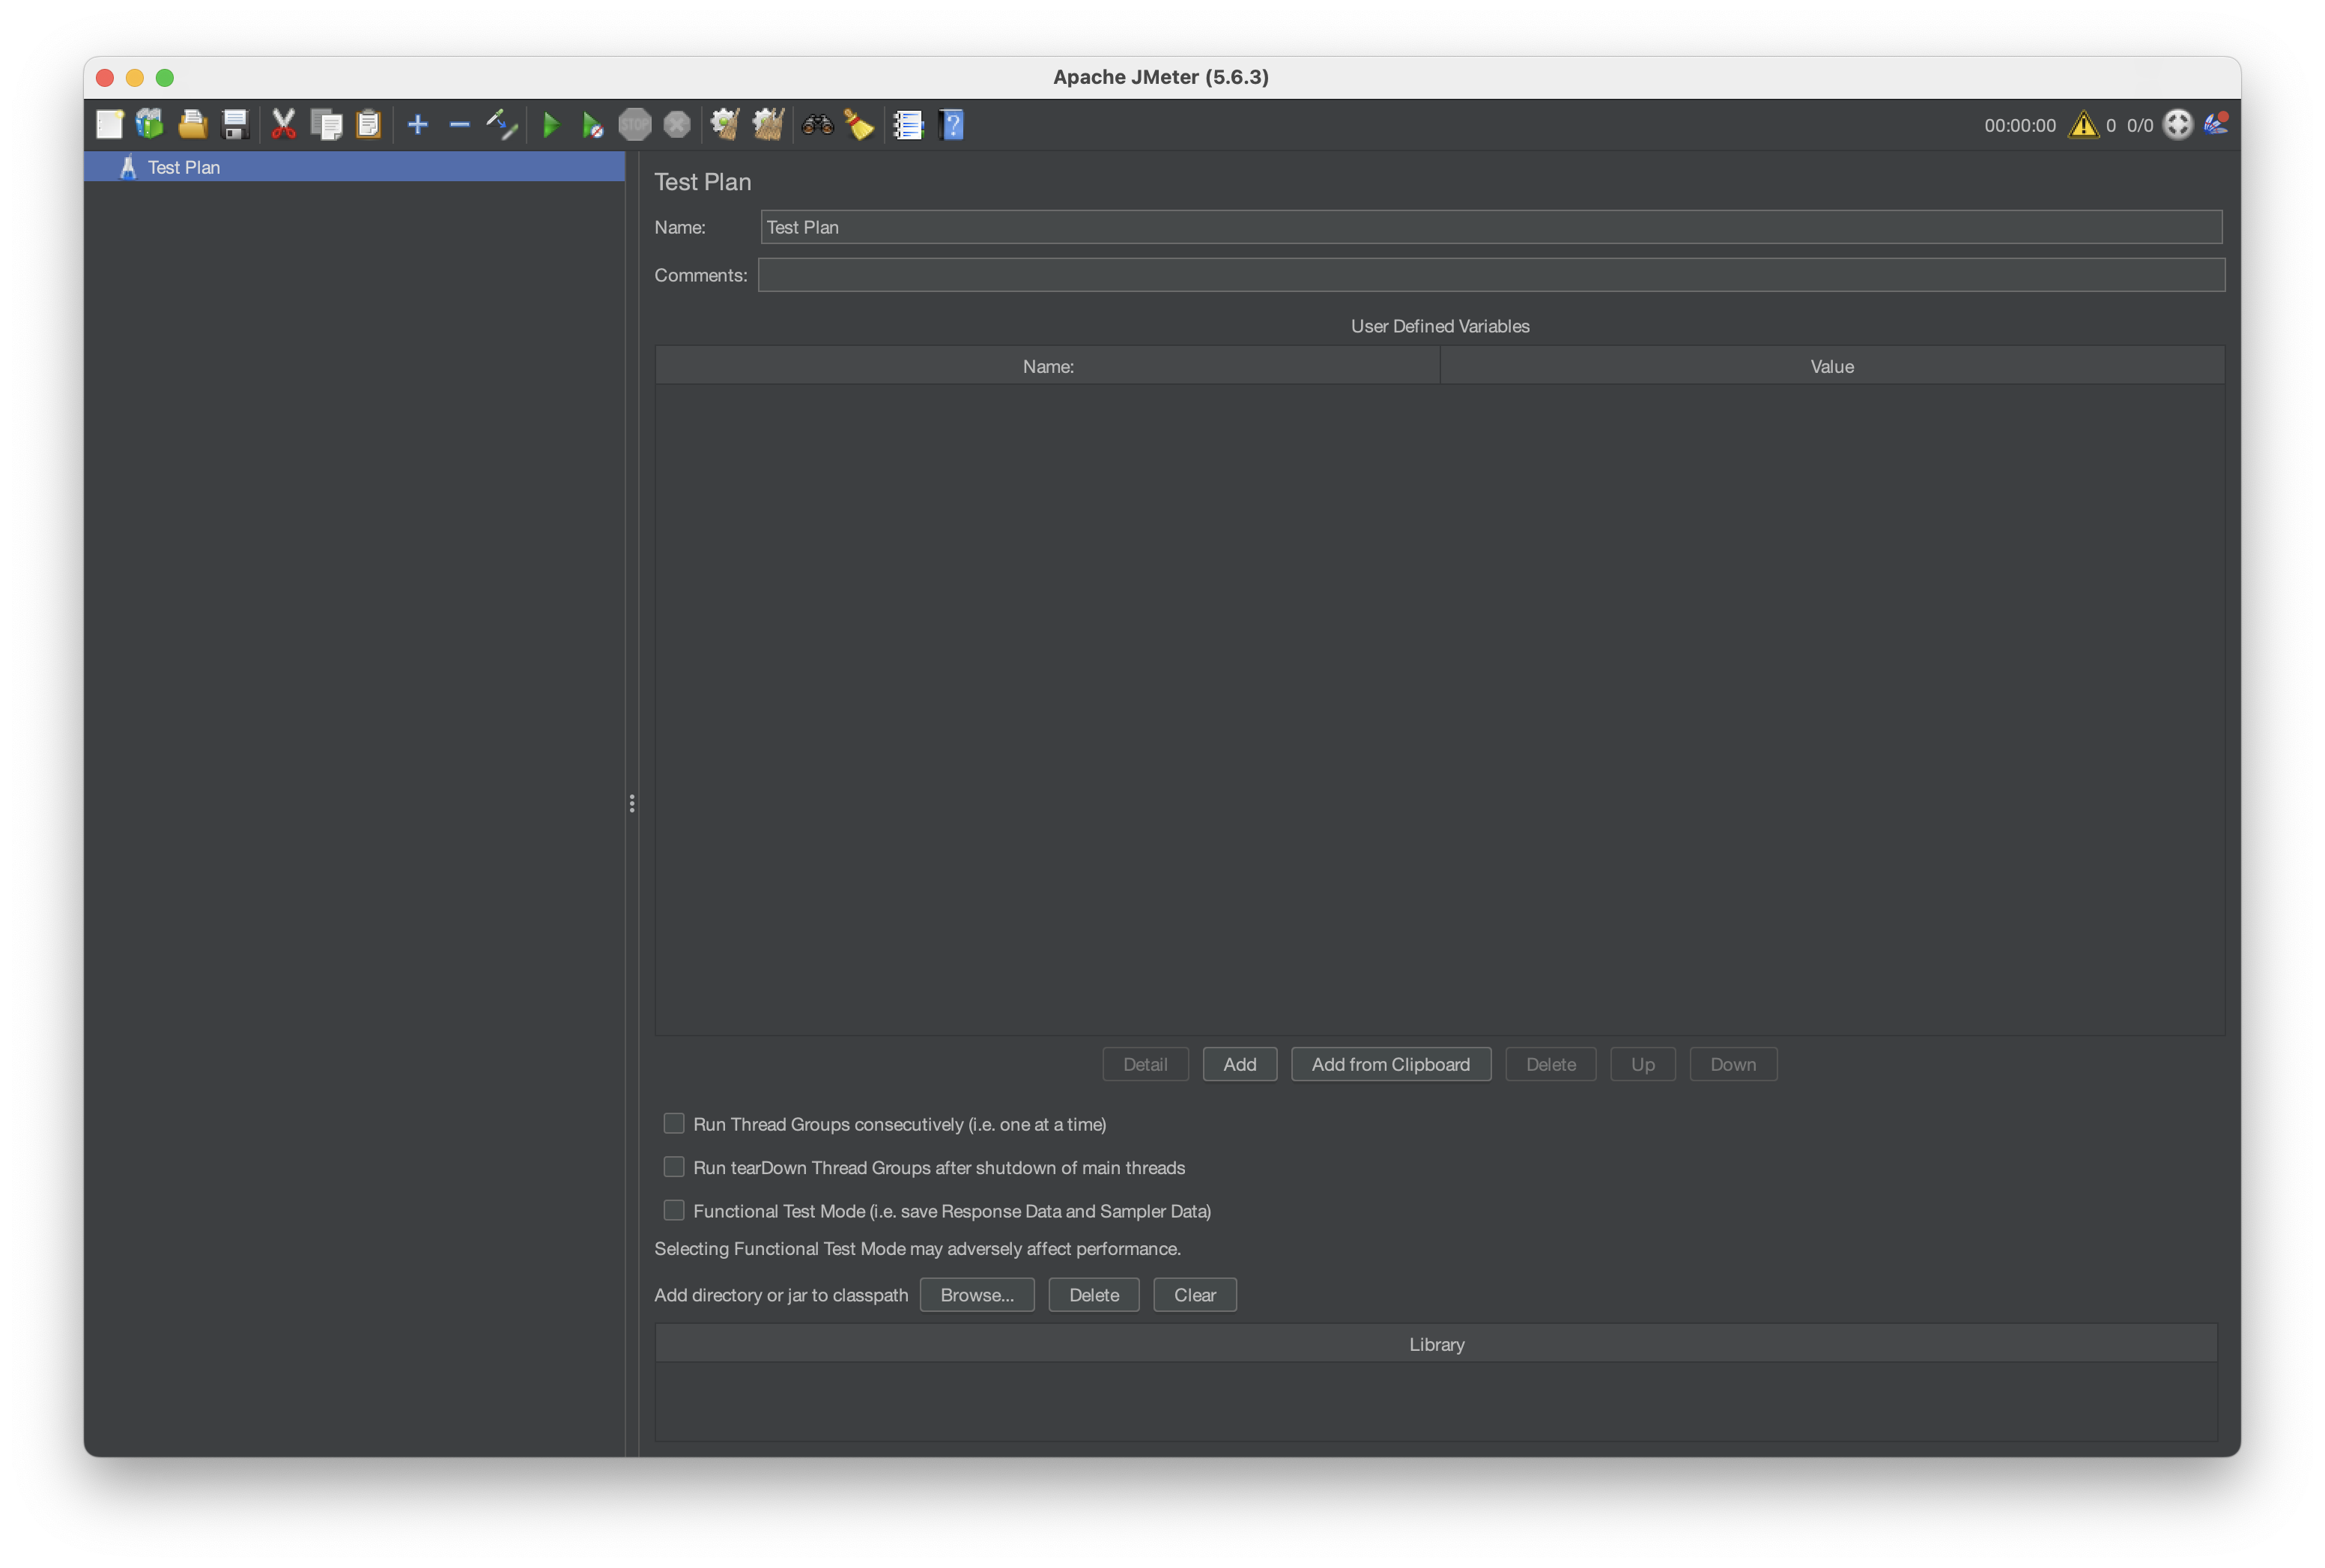 Apache JMeter (5.6.3)
STOP
00:00:00 0 0/0
Test Plan
Test Plan
Name: Test Plan
Comments:
User Defined Variables
Name: Value
Detail Add Add from Clipboard Delete Up Down
Run Thread Groups consecutively (i.e. one at a time)
Run tearDown Thread Groups after shutdown of main threads
Functional Test Mode (i.e. save Response Data and Sampler Data)
Selecting Functional Test Mode may adversely affect performance.
Add directory or jar to classpath Browse... Delete Clear
Library